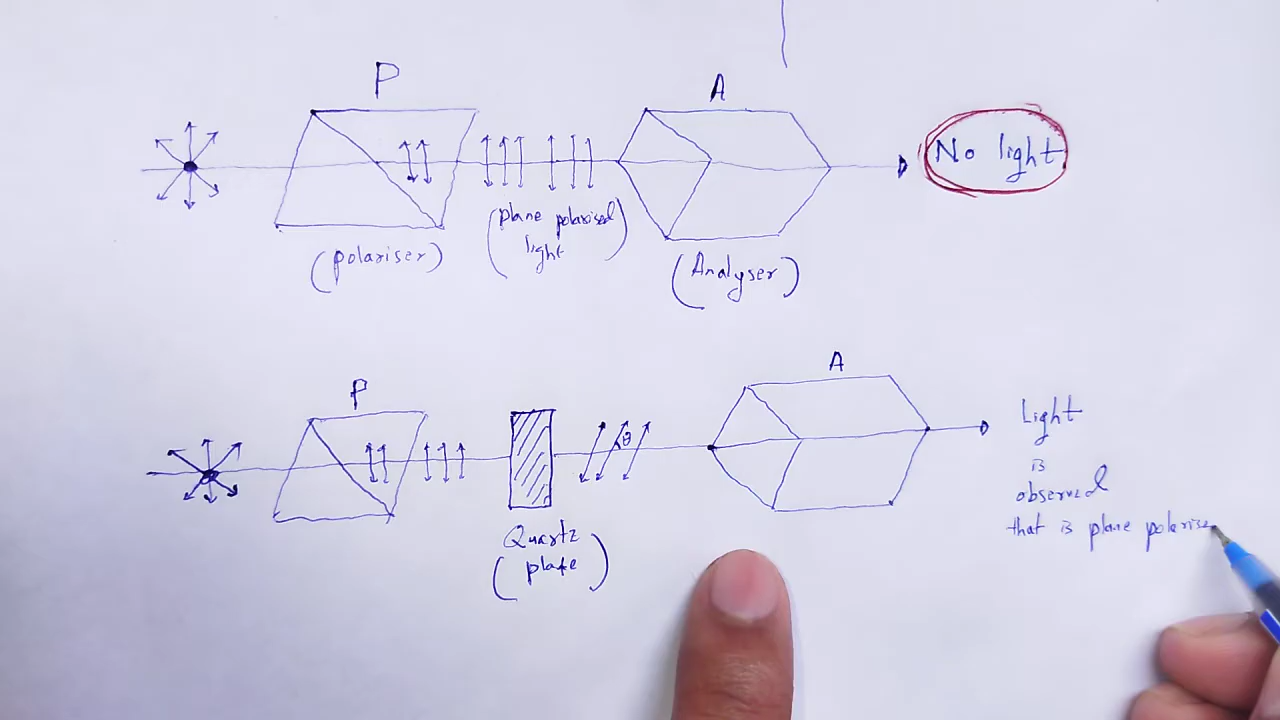 P
A
No light
(plane polarised
light)
(polariser)
(Analyser)
A
P
θ
Light
is
observed
that is plane polarise
Quartz
(plate)